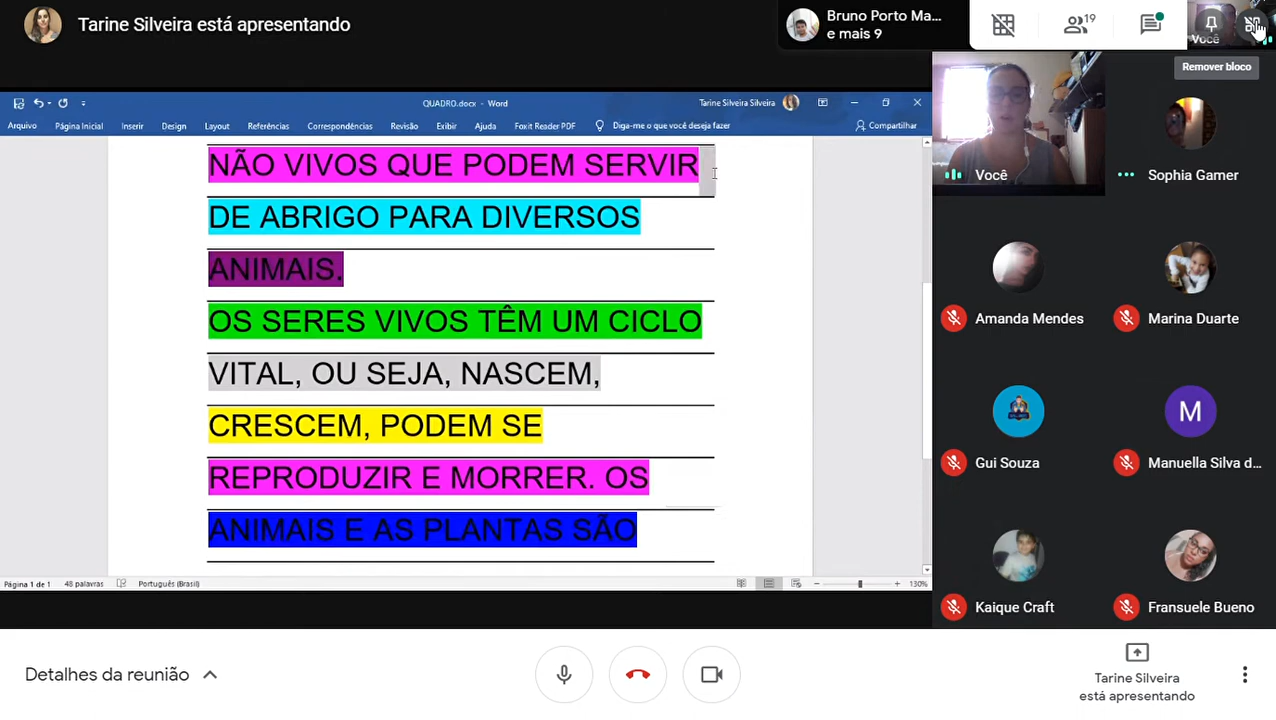 Tarine Silveira está apresentando
Bruno Porto Ma...
e mais 9
19
Você
Remover bloco
QUADRO.docx - Word
Tarine Silveira Silveira
Arquivo Página Inicial Inserir Design Layout Referências Correspondências Revisão Exibir Ajuda Foxit Reader PDF Diga-me o que você deseja fazer Compartilhar
NÃO VIVOS QUE PODEM SERVIR
DE ABRIGO PARA DIVERSOS
ANIMAIS.
OS SERES VIVOS TÊM UM CICLO
VITAL, OU SEJA, NASCEM,
CRESCEM, PODEM SE
REPRODUZIR E MORRER. OS
ANIMAIS E AS PLANTAS SÃO
Página 1 de 1 48 palavras Português (Brasil) 130%
Você
Sophia Gamer
Amanda Mendes
Marina Duarte
Gui Souza
M
Manuella Silva d...
Kaique Craft
Fransuele Bueno
Detalhes da reunião
Tarine Silveira
está apresentando